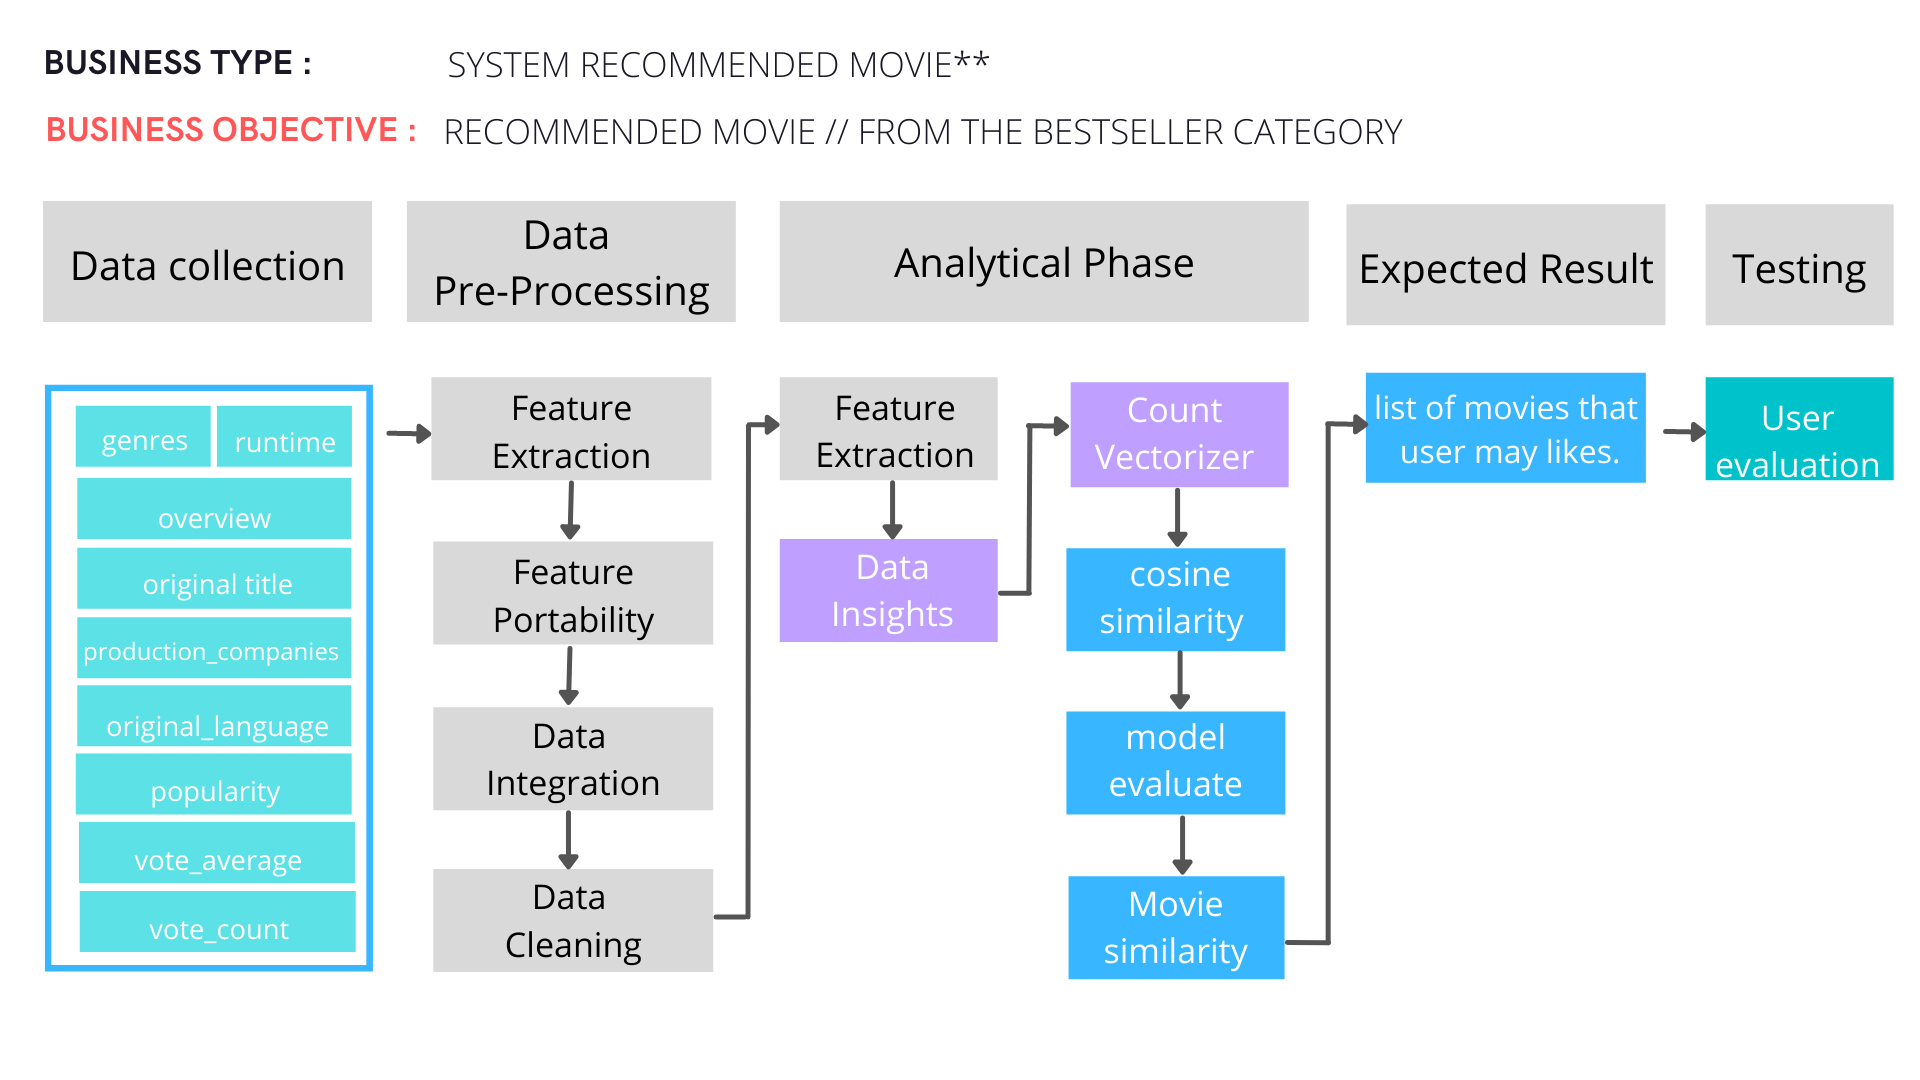 BUSINESS TYPE :
SYSTEM RECOMMENDED MOVIE**
BUSINESS OBJECTIVE :
RECOMMENDED MOVIE // FROM THE BESTSELLER CATEGORY
Data collection
Data
Pre-Processing
Analytical Phase
Expected Result
Testing
genres
runtime
overview
original title
production_companies
original_language
popularity
vote_average
vote_count
Feature
Extraction
Feature
Portability
Data
Integration
Data
Cleaning
Feature
Extraction
Data
Insights
Count
Vectorizer
cosine
similarity
model
evaluate
Movie
similarity
list of movies that
user may likes.
User
evaluation